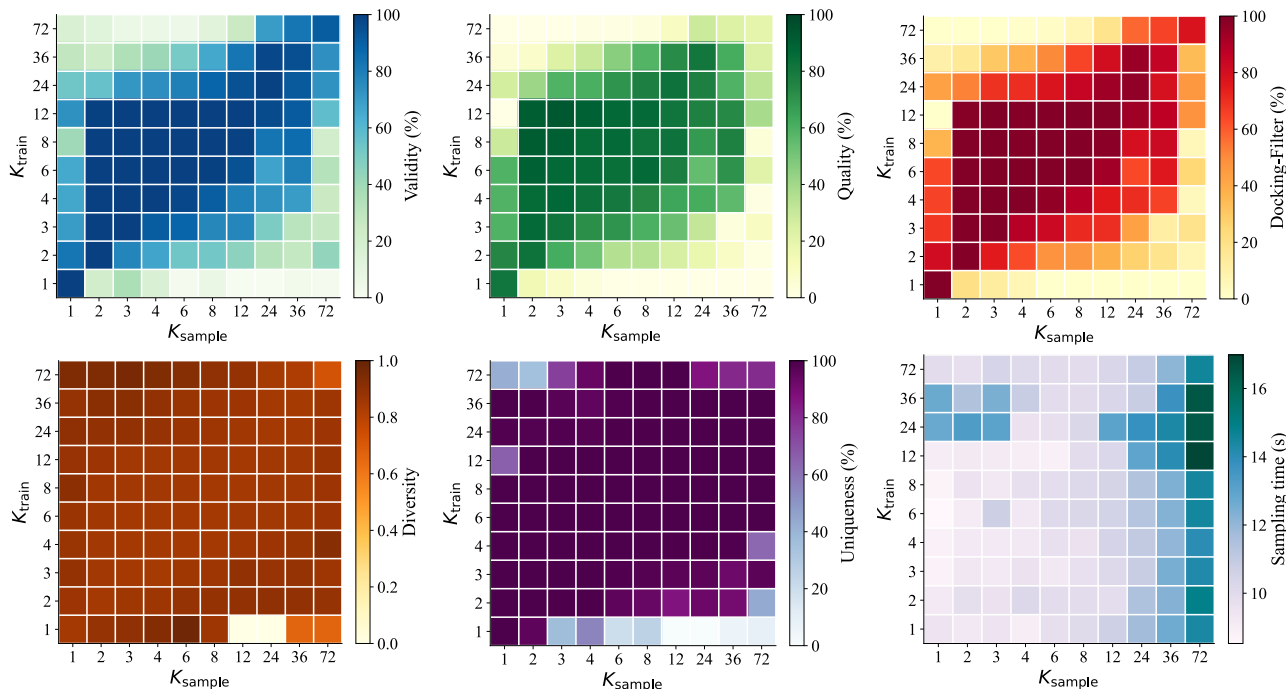 72 36 24 12 8 6 4 3 2 1
K_train
1 2 3 4 6 8 12 24 36 72
K_sample
100 80 60 40 20 0
Validity (%)
72 36 24 12 8 6 4 3 2 1
K_train
1 2 3 4 6 8 12 24 36 72
K_sample
100 80 60 40 20 0
Quality (%)
72 36 24 12 8 6 4 3 2 1
K_train
1 2 3 4 6 8 12 24 36 72
K_sample
100 80 60 40 20 0
Docking-Filter (%)
72 36 24 12 8 6 4 3 2 1
K_train
1 2 3 4 6 8 12 24 36 72
K_sample
1.0 0.8 0.6 0.4 0.2 0.0
Diversity
72 36 24 12 8 6 4 3 2 1
K_train
1 2 3 4 6 8 12 24 36 72
K_sample
100 80 60 40 20 0
Uniqueness (%)
72 36 24 12 8 6 4 3 2 1
K_train
1 2 3 4 6 8 12 24 36 72
K_sample
16 14 12 10
Sampling time (s)